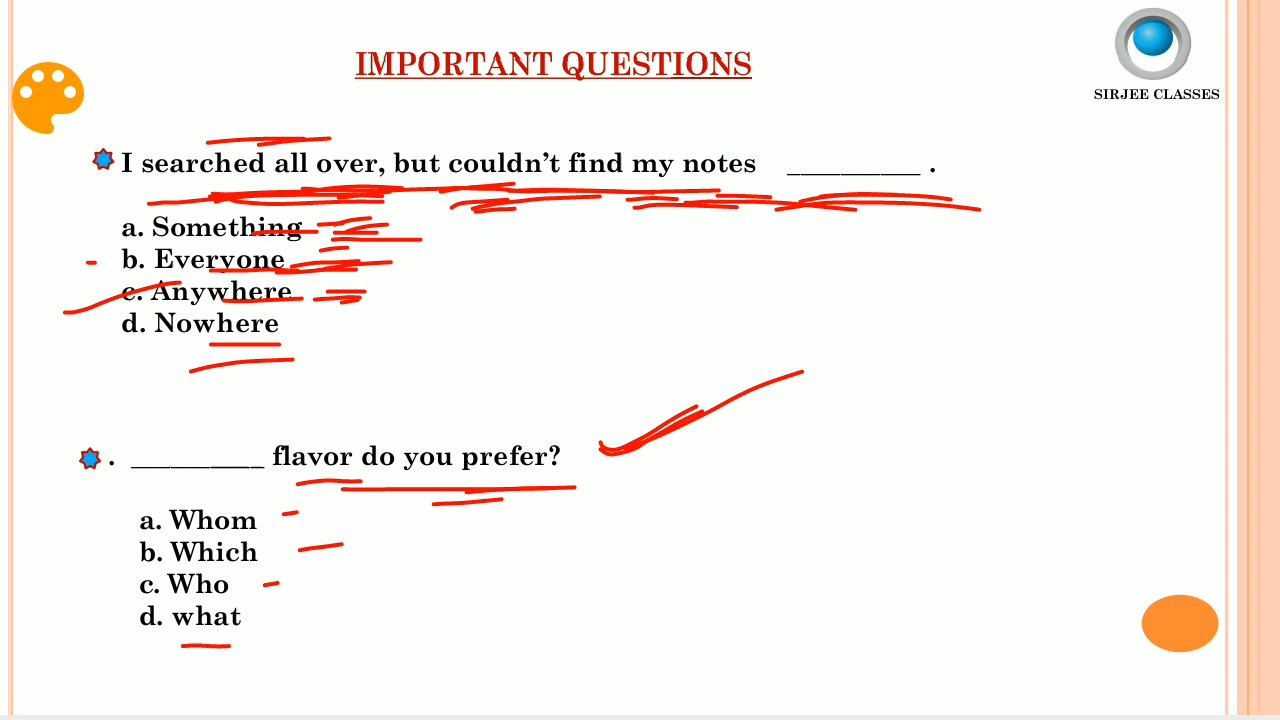 IMPORTANT QUESTIONS
SIRJEE CLASSES
I searched all over, but couldn't find my notes __________ .
a. Something
b. Everyone
c. Anywhere
d. Nowhere
. __________ flavor do you prefer?
a. Whom
b. Which
c. Who
d. what